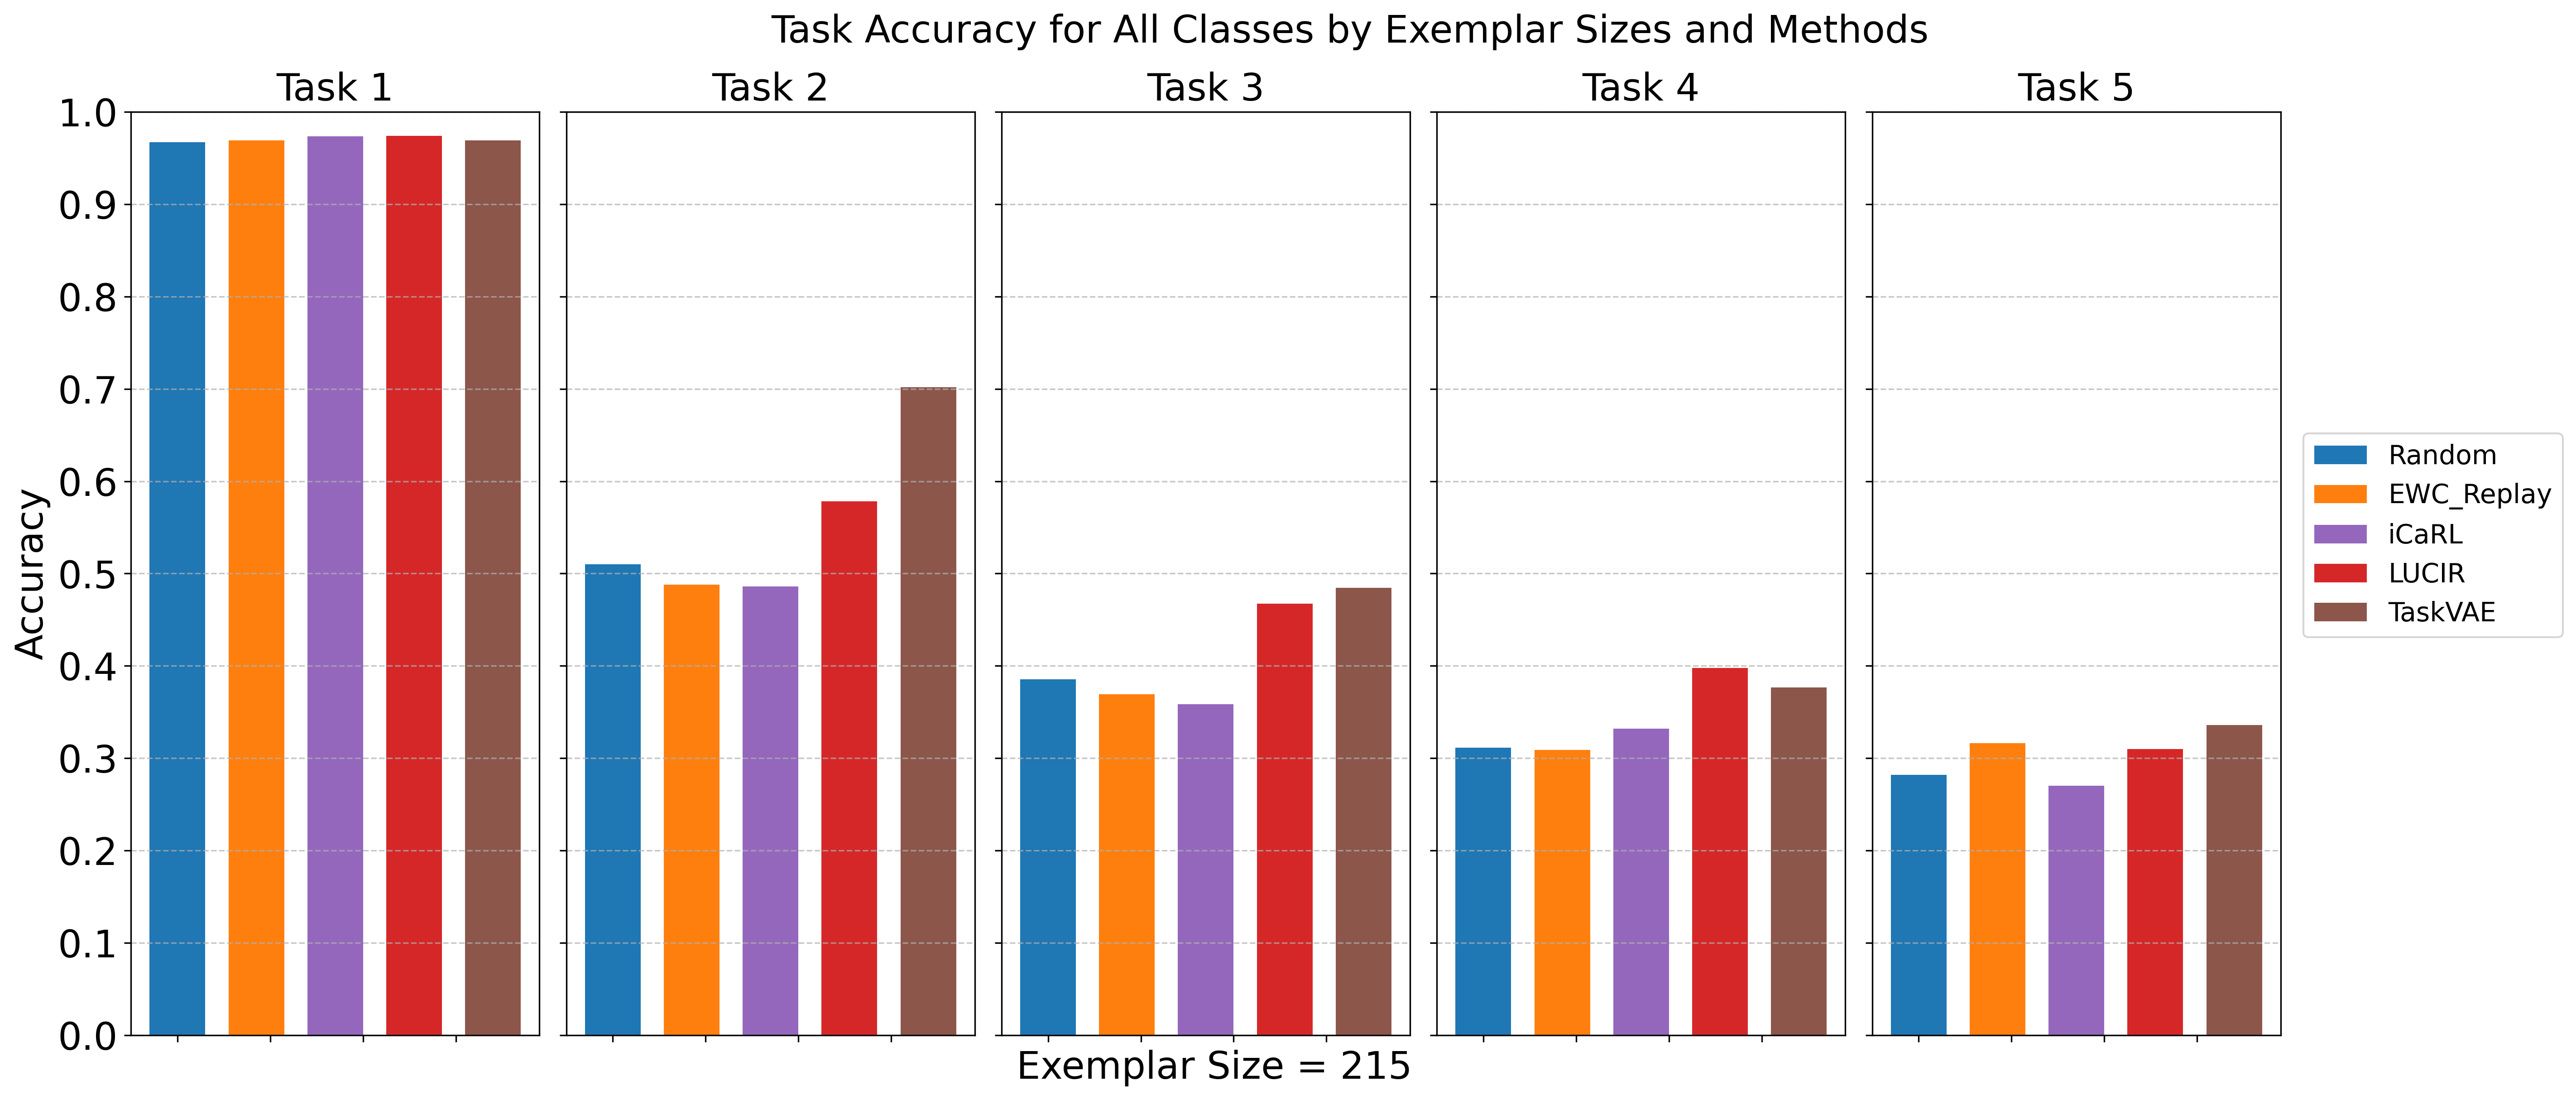 Task Accuracy for All Classes by Exemplar Sizes and Methods
Task 1
Task 2
Task 3
Task 4
Task 5
1.0
0.9
0.8
0.7
0.6
0.5
0.4
0.3
0.2
0.1
0.0
Accuracy
Exemplar Size = 215
Random
EWC_Replay
iCaRL
LUCIR
TaskVAE